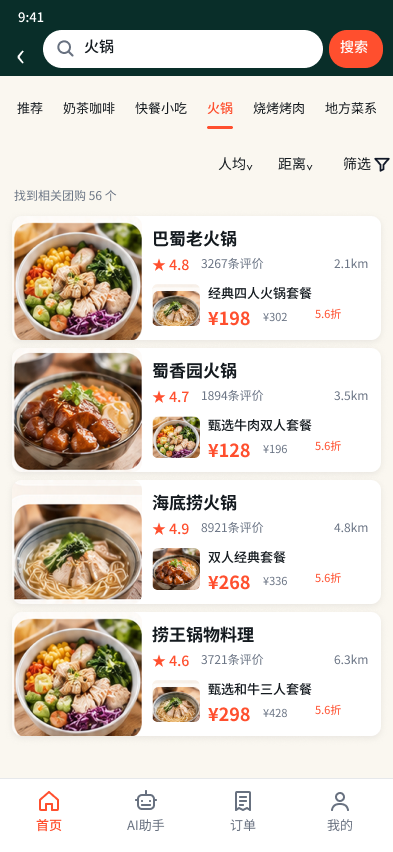 9:41
火锅
搜索
推荐 奶茶咖啡 快餐小吃 火锅 烧烤烤肉 地方菜系
人均 距离 筛选
找到相关团购 56 个
巴蜀老火锅
★ 4.8 3267条评价 2.1km
经典四人火锅套餐
¥198 ¥302 5.6折
蜀香园火锅
★ 4.7 1894条评价 3.5km
甄选牛肉双人套餐
¥128 ¥196 5.6折
海底捞火锅
★ 4.9 8921条评价 4.8km
双人经典套餐
¥268 ¥336 5.6折
捞王锅物料理
★ 4.6 3721条评价 6.3km
甄选和牛三人套餐
¥298 ¥428 5.6折
首页 AI助手 订单 我的